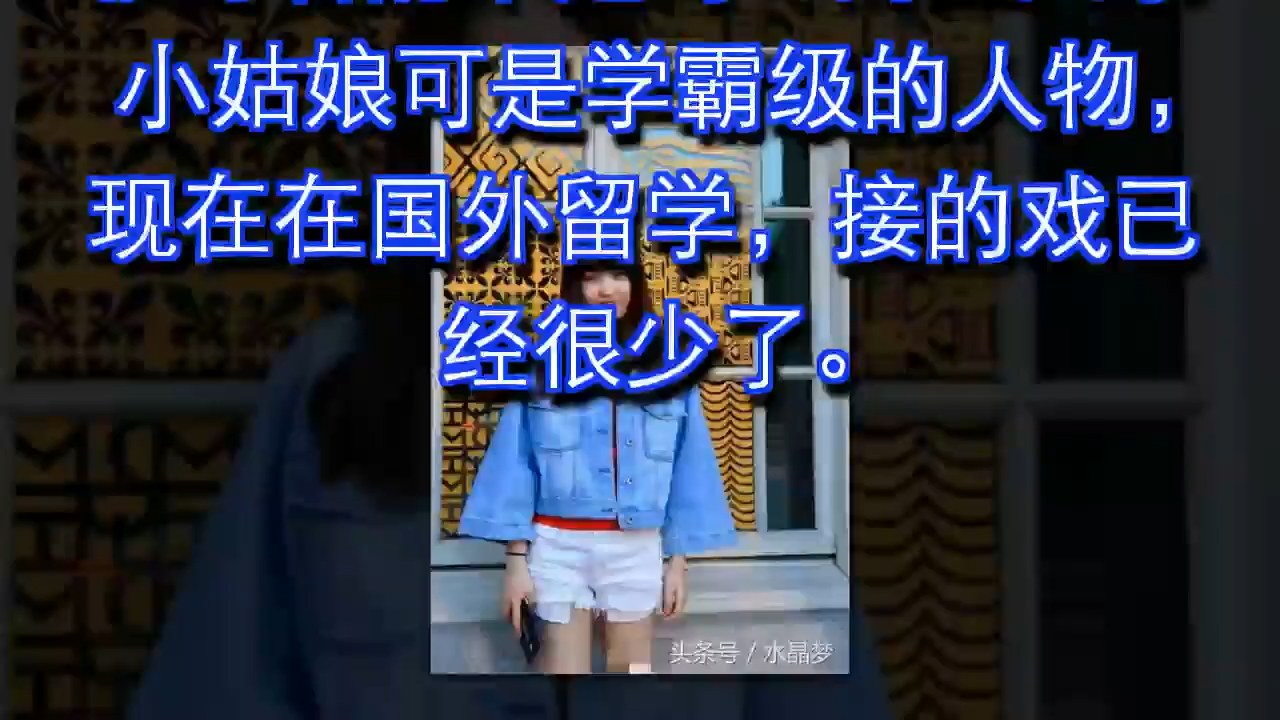 小姑娘可是学霸级的人物，
现在在国外留学，接的戏已
经很少了。
头条号 / 水晶梦